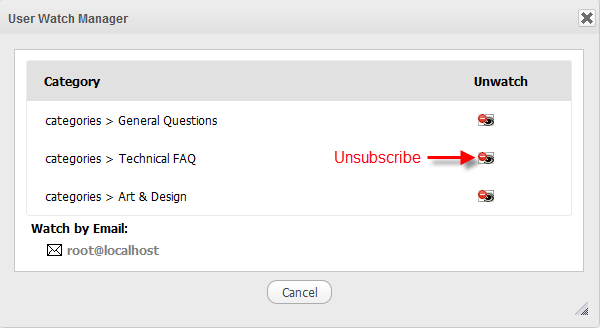 User Watch Manager
Category Unwatch
categories > General Questions
categories > Technical FAQ Unsubscribe
categories > Art & Design
Watch by Email:
root@localhost
Cancel